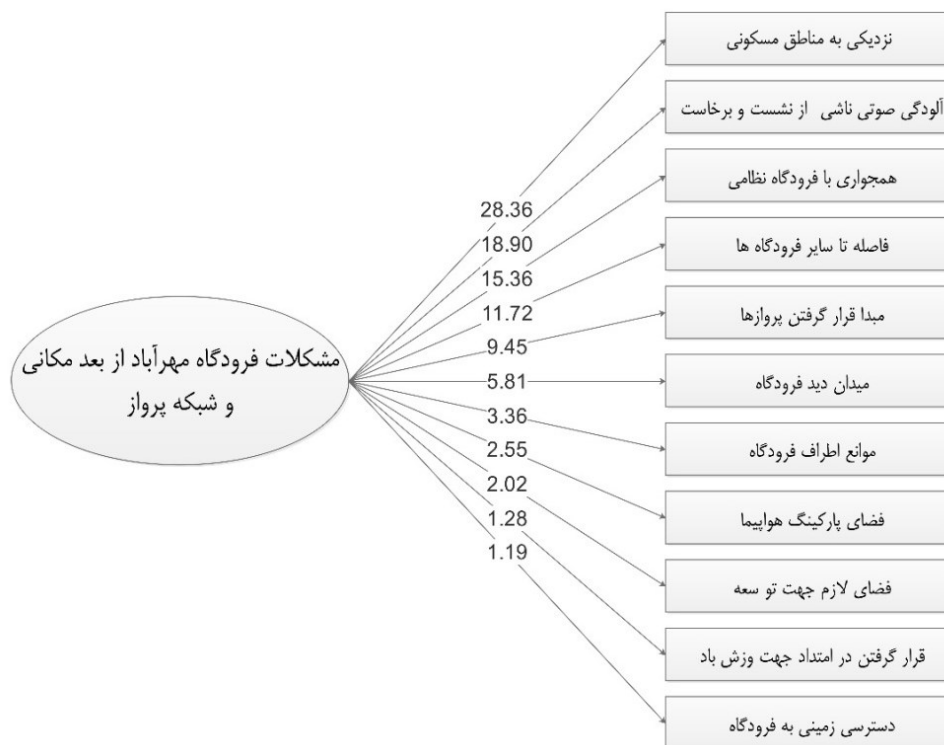 مشکلات فرودگاه مهرآباد از بعد مکانی
و شبکه پرواز
28.36
18.90
15.36
11.72
9.45
5.81
3.36
2.55
2.02
1.28
1.19
نزدیکی به مناطق مسکونی
آلودگی صوتی ناشی از نشست و برخاست
همجواری با فرودگاه نظامی
فاصله تا سایر فرودگاه ها
مبدا قرار گرفتن پروازها
میدان دید فرودگاه
موانع اطراف فرودگاه
فضای پارکینگ هواپیما
فضای لازم جهت تو سعه
قرار گرفتن در امتداد جهت وزش باد
دسترسی زمینی به فرودگاه